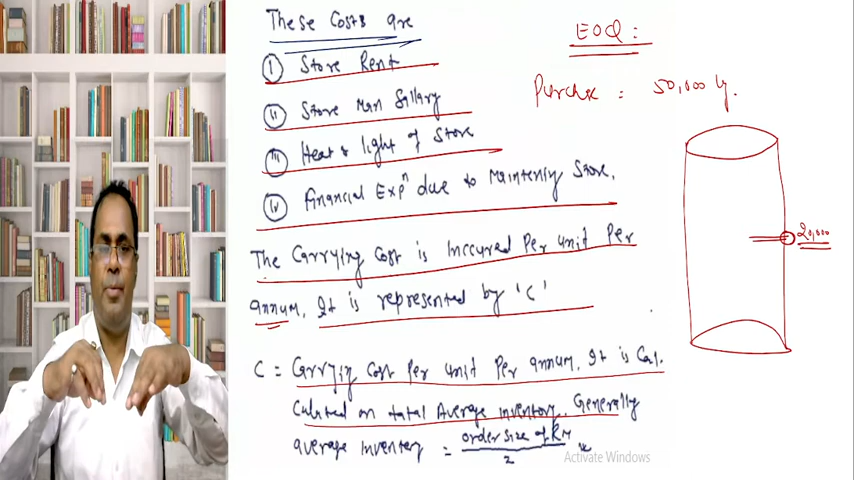 These Costs are
I Store Rent
II Store Man Sallary
III Heat & light of Store
IV Financial Expn due to Maintening Store.
The Carrying Cost is Inccured Per unit Per
annum. It is represented by 'C'
C = Carrying Cost Per Unit Per Annum. It is Cal
culated on total Average Inventory. Generally
average Inventory = order size of RM
2
EOQ:
Purchase = 50,000 kg.
20,000
Activate Windows